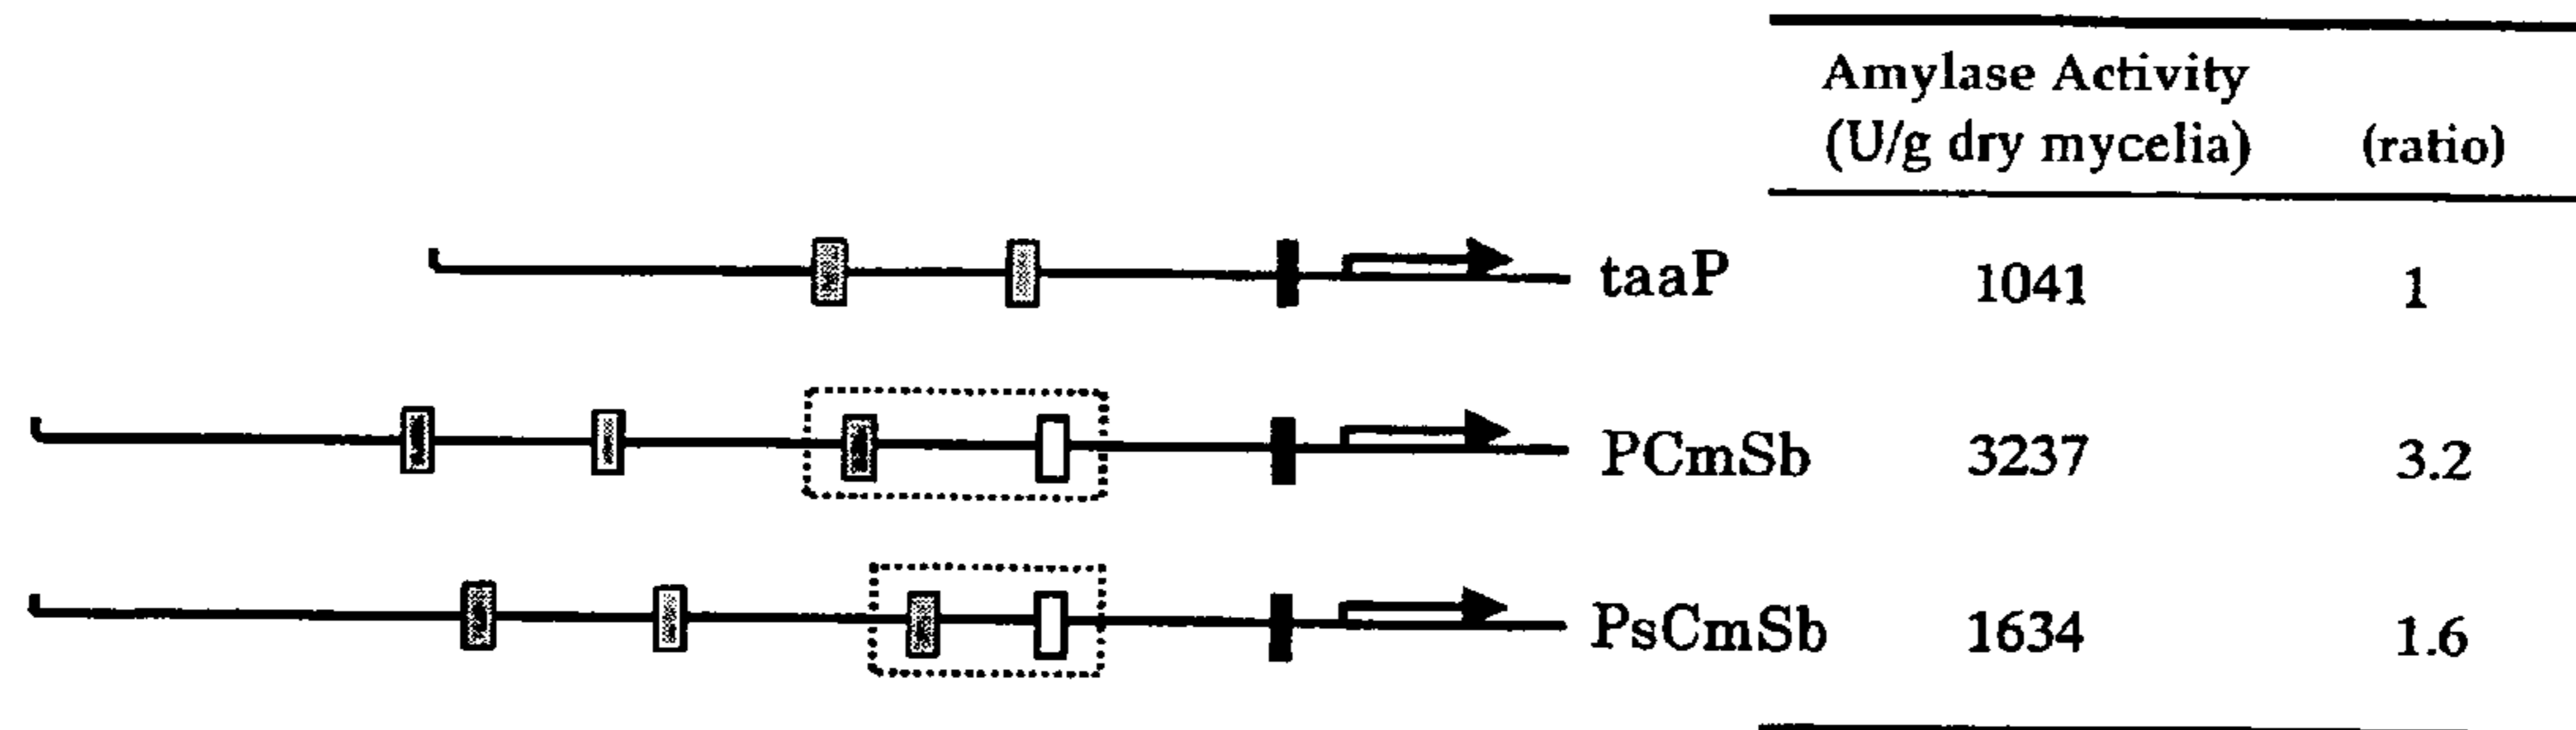 Amylase Activity
(U/g dry mycelia) (ratio)
taaP 1041 1
PCmSb 3237 3.2
PsCmSb 1634 1.6